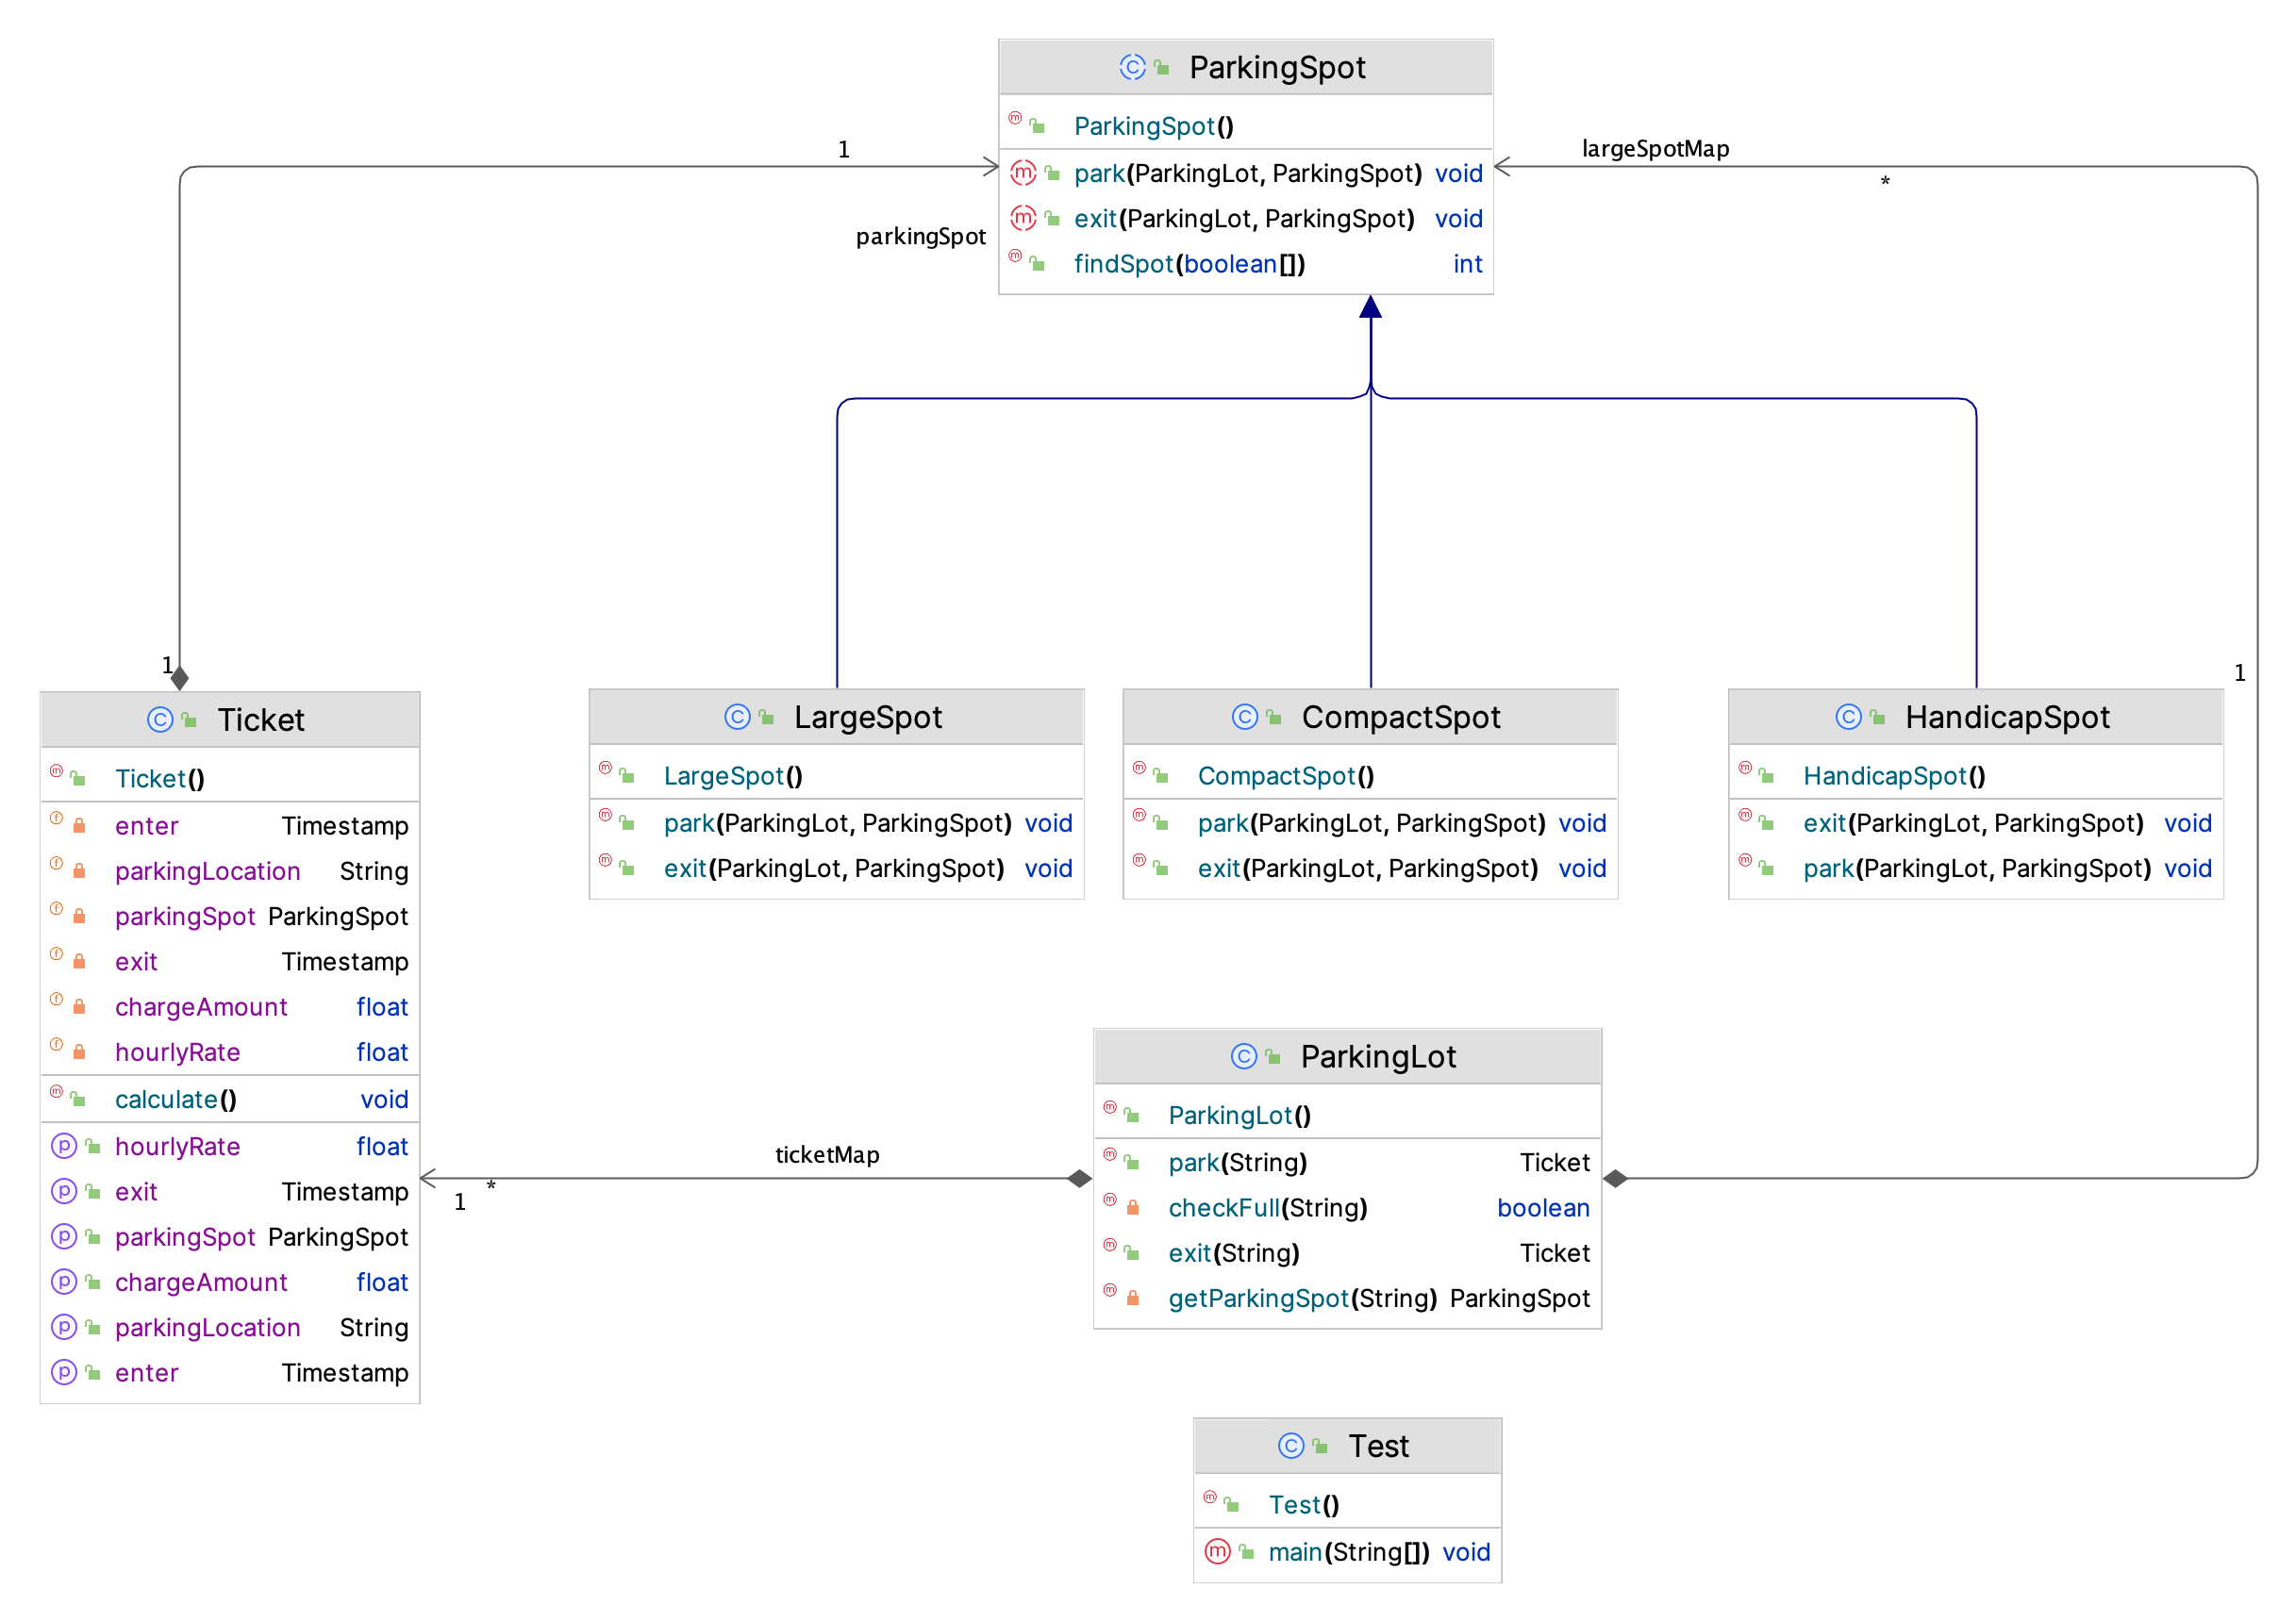 ParkingSpot
ParkingSpot()
park(ParkingLot, ParkingSpot) void
exit(ParkingLot, ParkingSpot) void
findSpot(boolean[]) int
1
parkingSpot
largeSpotMap
*
1
1
Ticket
Ticket()
enter Timestamp
parkingLocation String
parkingSpot ParkingSpot
exit Timestamp
chargeAmount float
hourlyRate float
calculate() void
hourlyRate float
exit Timestamp
parkingSpot ParkingSpot
chargeAmount float
parkingLocation String
enter Timestamp
LargeSpot
LargeSpot()
park(ParkingLot, ParkingSpot) void
exit(ParkingLot, ParkingSpot) void
CompactSpot
CompactSpot()
park(ParkingLot, ParkingSpot) void
exit(ParkingLot, ParkingSpot) void
HandicapSpot
HandicapSpot()
exit(ParkingLot, ParkingSpot) void
park(ParkingLot, ParkingSpot) void
ticketMap
*
1
ParkingLot
ParkingLot()
park(String) Ticket
checkFull(String) boolean
exit(String) Ticket
getParkingSpot(String) ParkingSpot
Test
Test()
main(String[]) void